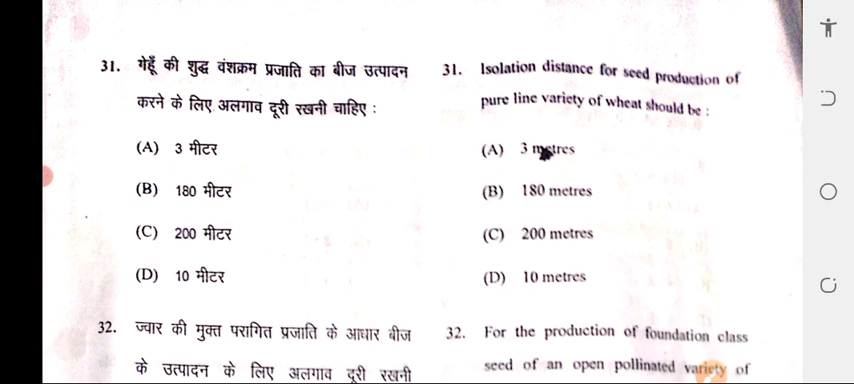 31. गेहूँ की शुद्ध वंशक्रम प्रजाति का बीज उत्पादन
करने के लिए अलगाव दूरी रखनी चाहिए :
(A) 3 मीटर
(B) 180 मीटर
(C) 200 मीटर
(D) 10 मीटर
32. ज्वार की मुक्त परागित प्रजाति के आधार बीज
के उत्पादन के लिए अलगाव दूरी रखनी
31. Isolation distance for seed production of
pure line variety of wheat should be :
(A) 3 metres
(B) 180 metres
(C) 200 metres
(D) 10 metres
32. For the production of foundation class
seed of an open pollinated variety of